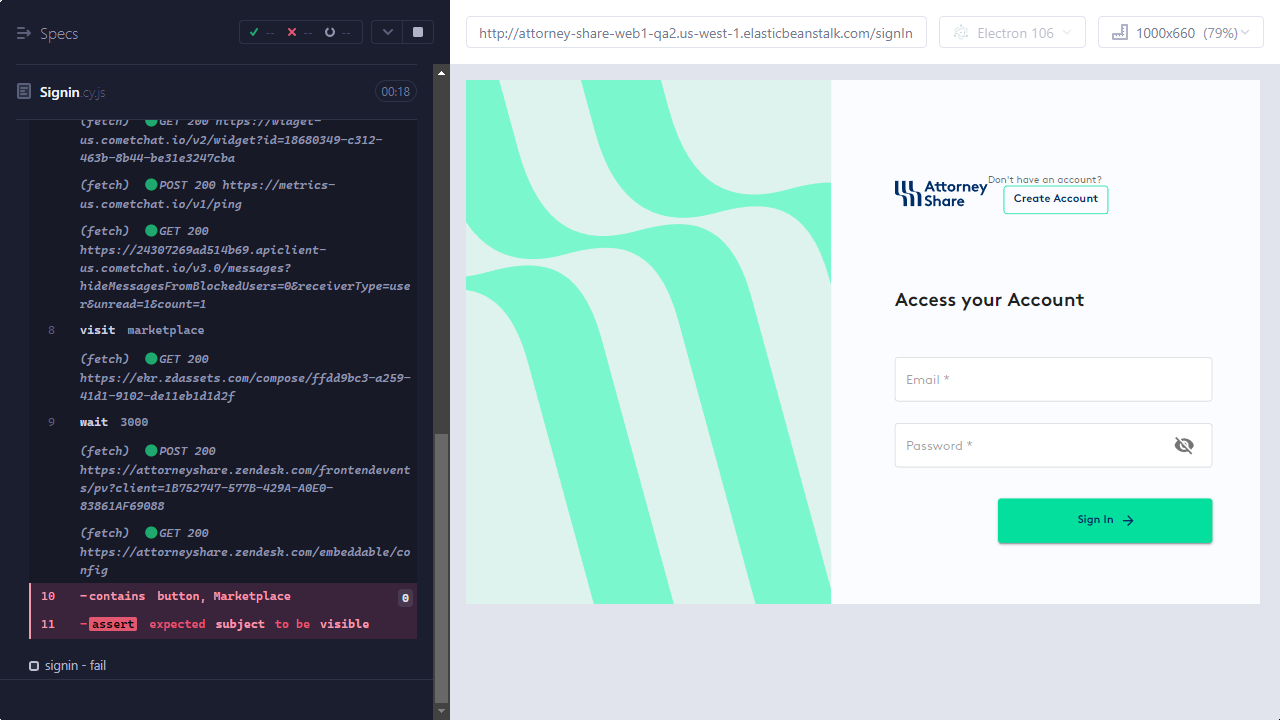 Specs
-- -- --
http://attorney-share-web1-qa2.us-west-1.elasticbeanstalk.com/signIn
Electron 106
1000x660 (79%)
Signin.cy.js
00:18
(fetch) GET 200 https://widget-
us.cometchat.io/v2/widget?id=18680349-c312-
463b-8b44-be31e3247cba
(fetch) POST 200 https://metrics-
us.cometchat.io/v1/ping
(fetch) GET 200
https://24307269ad514b69.apiclient-
us.cometchat.io/v3.0/messages?
hideMessagesFromBlockedUsers=0&receiverType=use
r&unread=1&count=1
8 visit marketplace
(fetch) GET 200
https://ekr.zdassets.com/compose/ffdd9bc3-a259-
41d1-9102-de11eb1d1d2f
9 wait 3000
(fetch) POST 200
https://attorneyshare.zendesk.com/frontendevent
s/pv?client=1B752747-577B-429A-A0E0-
83861AF69088
(fetch) GET 200
https://attorneyshare.zendesk.com/embeddable/co
nfig
10 -contains button, Marketplace 0
11 -assert expected subject to be visible
signin - fail
Attorney
Share
Don't have an account?
Create Account
Access your Account
Email *
Password *
Sign In